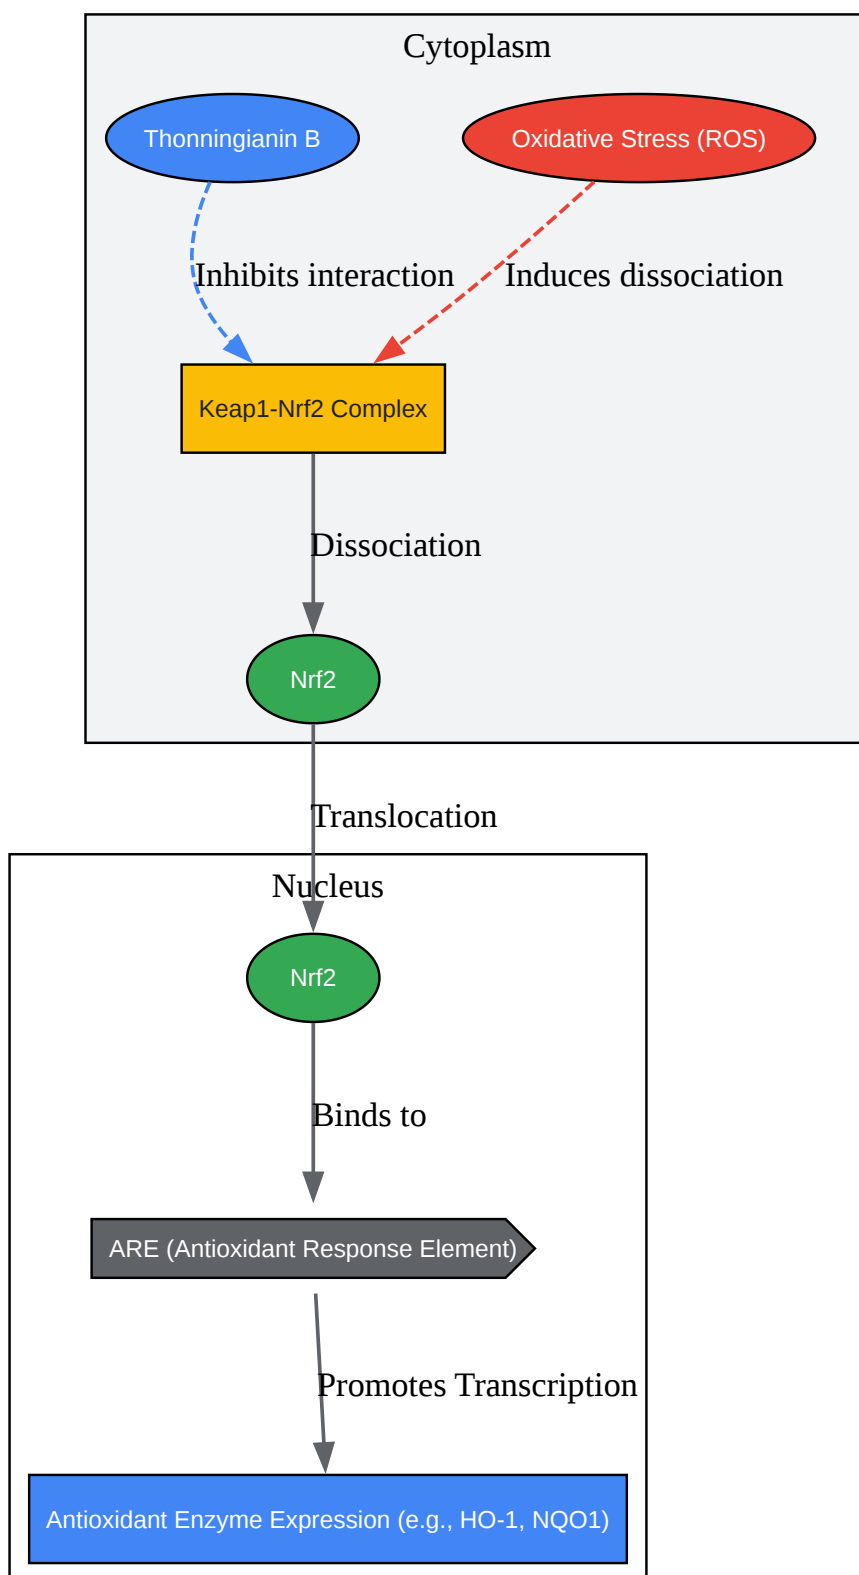 Cytoplasm
Thonningianin B
Oxidative Stress (ROS)
Inhibits interaction
Induces dissociation
Keap1-Nrf2 Complex
Dissociation
Nrf2
Translocation
Nucleus
Nrf2
Binds to
ARE (Antioxidant Response Element)
Promotes Transcription
Antioxidant Enzyme Expression (e.g., HO-1, NQO1)